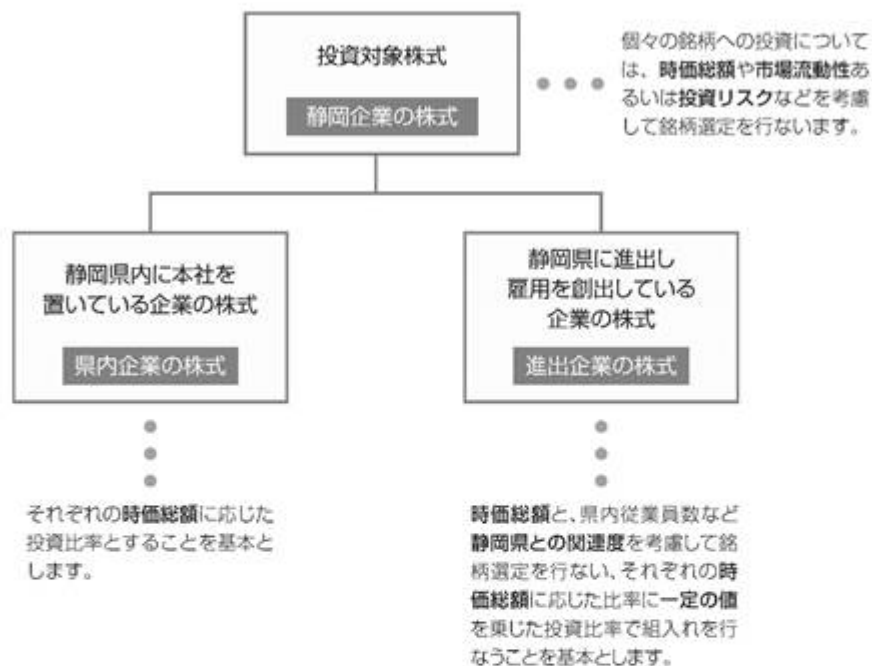 投資対象株式
静岡企業の株式
個々の銘柄への投資について
は、時価総額や市場流動性あ
るいは投資リスクなどを考慮
して銘柄選定を行ないます。
静岡県内に本社を
置いている企業の株式
県内企業の株式
それぞれの時価総額に応じた
投資比率とすることを基本と
します。
静岡県に進出し
雇用を創出している
企業の株式
進出企業の株式
時価総額と、県内従業員数など
静岡県との関連度を考慮して銘
柄選定を行ない、それぞれの時
価総額に応じた比率に一定の値
を乗じた投資比率で組入れを行
なうことを基本とします。